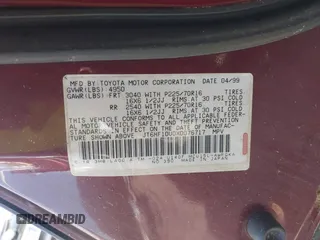 MFD BY TOYOTA MOTOR CORPORATION 04/99
GVWR(LBS) 4950
GAWR(LBS) FRT 3040 WITH P225/70R16 TIRES,
16X6 1/2JJ RIMS AT 30 PSI COLD
RR 2540 WITH P225/70R16 TIRES,
16X6 1/2JJ RIMS AT 30 PSI COLD
THIS VEHICLE CONFORMS TO ALL APPLICABLE FEDER-
AL MOTOR VEHICLE SAFETY AND THEFT PREVENTION
STANDARDS IN EFFECT ON THE DATE OF MANUFAC-
TURE SHOWN ABOVE. MPV
IN JAPAN
DREAMBID